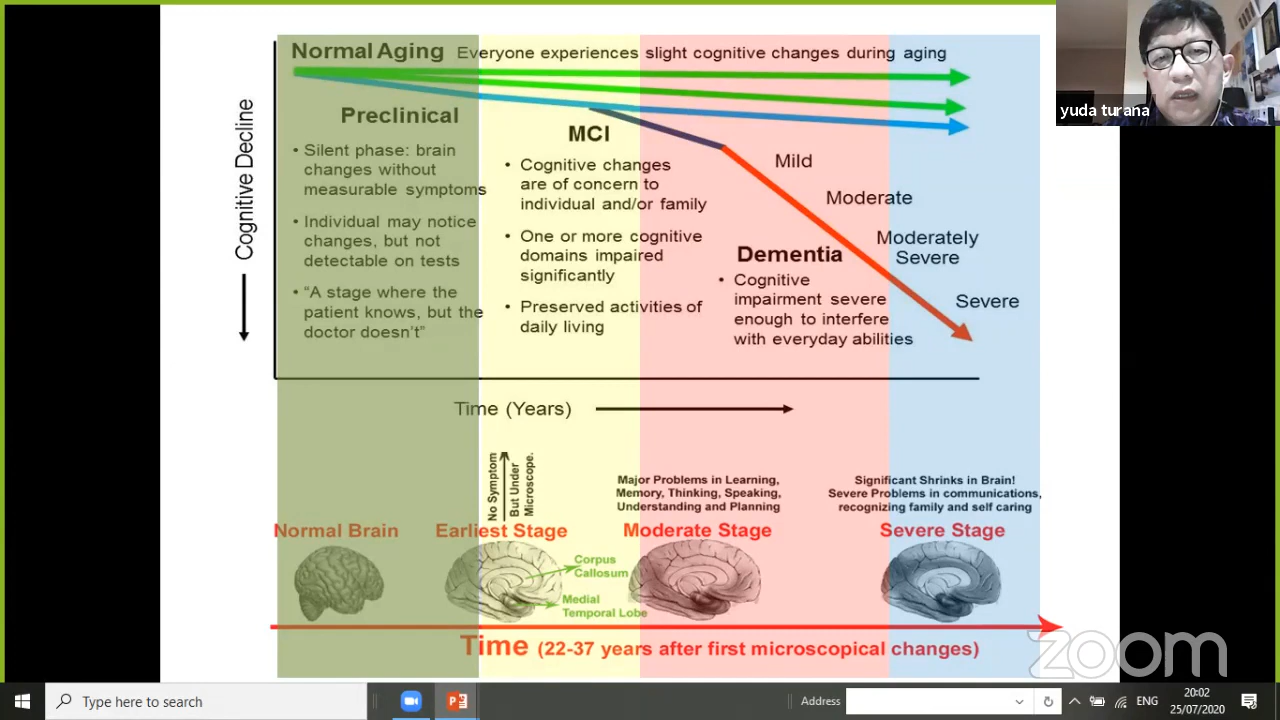 Normal Aging Everyone experiences slight cognitive changes during aging
Cognitive Decline
Preclinical
• Silent phase: brain
changes without
measurable symptoms
• Individual may notice
changes, but not
detectable on tests
• “A stage where the
patient knows, but the
doctor doesn’t”
MCI
• Cognitive changes
are of concern to
individual and/or family
• One or more cognitive
domains impaired
significantly
• Preserved activities of
daily living
Mild
Moderate
Moderately
Severe
Severe
Dementia
• Cognitive
impairment severe
enough to interfere
with everyday abilities
Time (Years)
No Symptom
But Under
Microscope.
Major Problems in Learning,
Memory, Thinking, Speaking,
Understanding and Planning
Significant Shrinks in Brain!
Severe Problems in communications,
recognizing family and self caring
Normal Brain
Earliest Stage
Moderate Stage
Severe Stage
Corpus
Callosum
Medial
Temporal Lobe
Time (22-37 years after first microscopical changes)
yuda turana
zoom
Type here to search
Address
ENG
20:02
25/07/2020